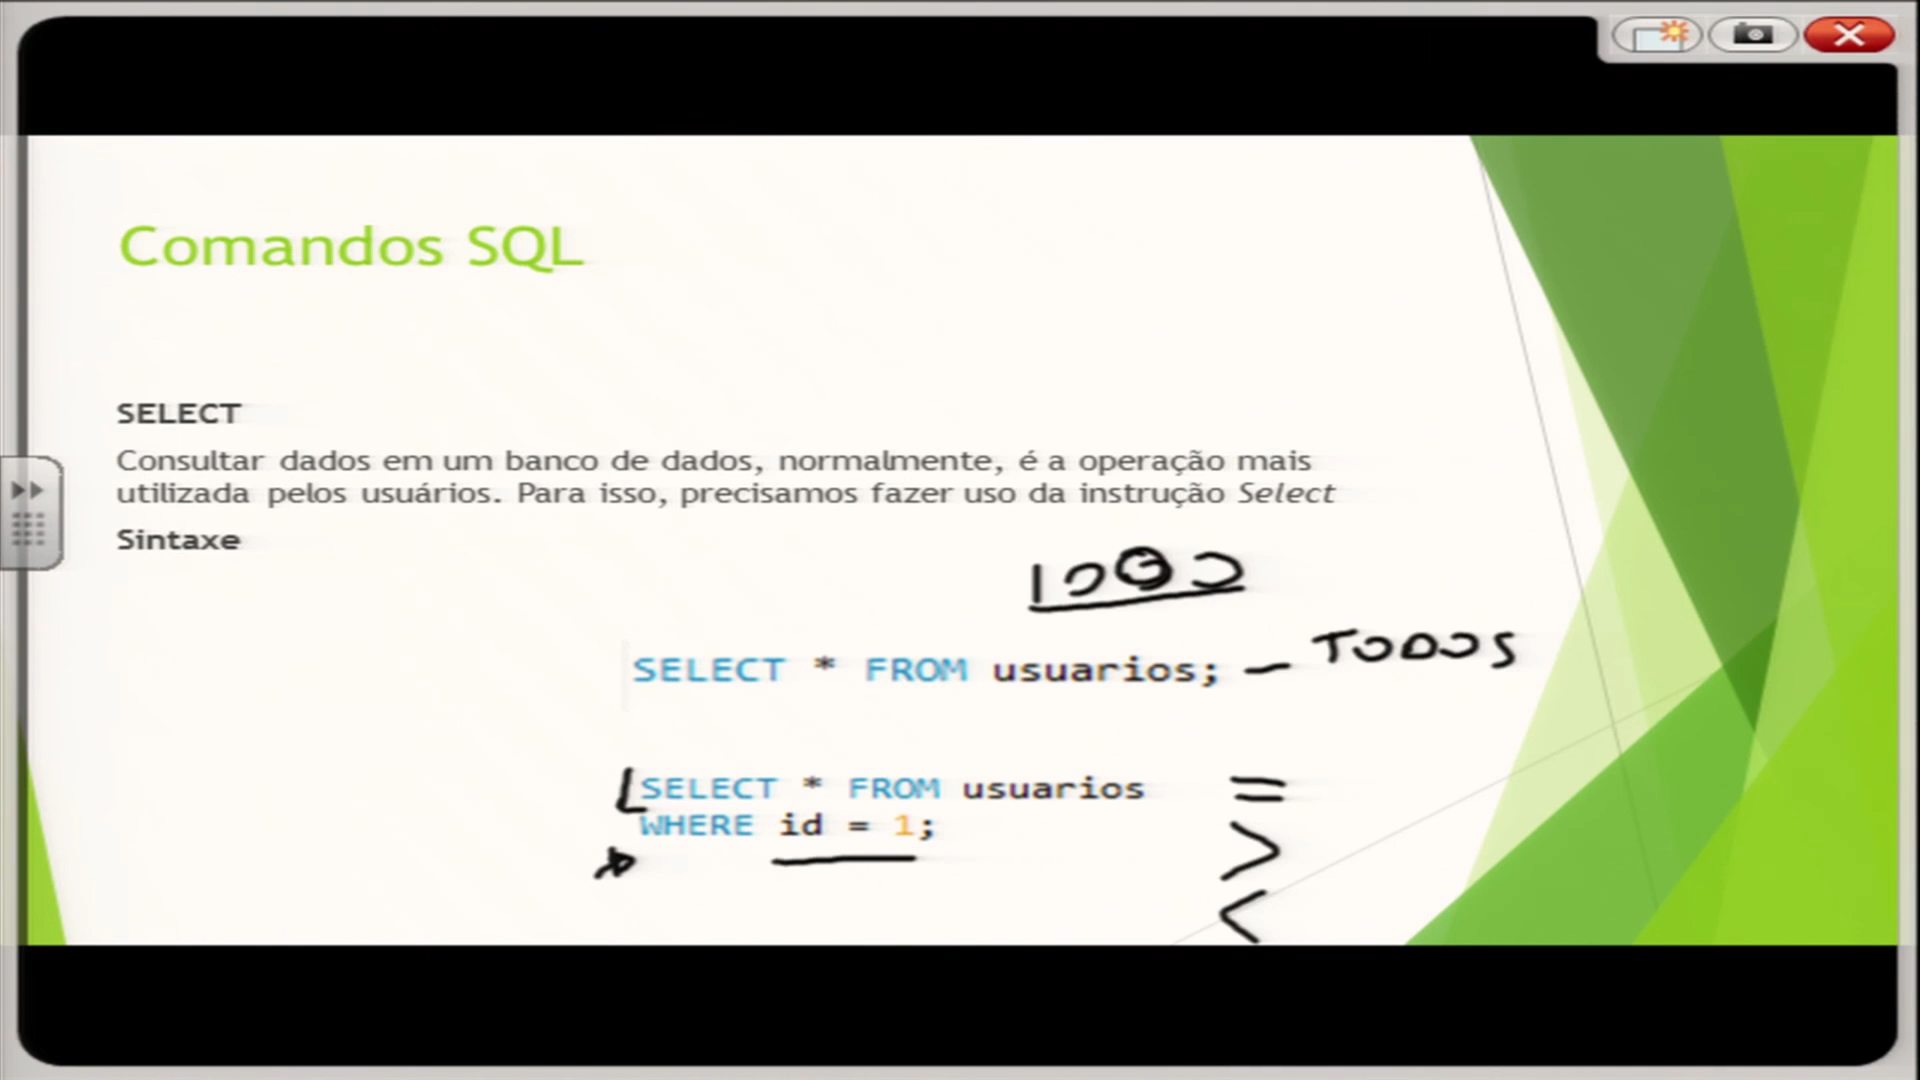 Comandos SQL
SELECT
Consultar dados em um banco de dados, normalmente, é a operação mais
utilizada pelos usuários. Para isso, precisamos fazer uso da instrução Select
Sintaxe
1000
SELECT * FROM usuarios; — TODOS
SELECT * FROM usuarios =
WHERE id = 1; >
<